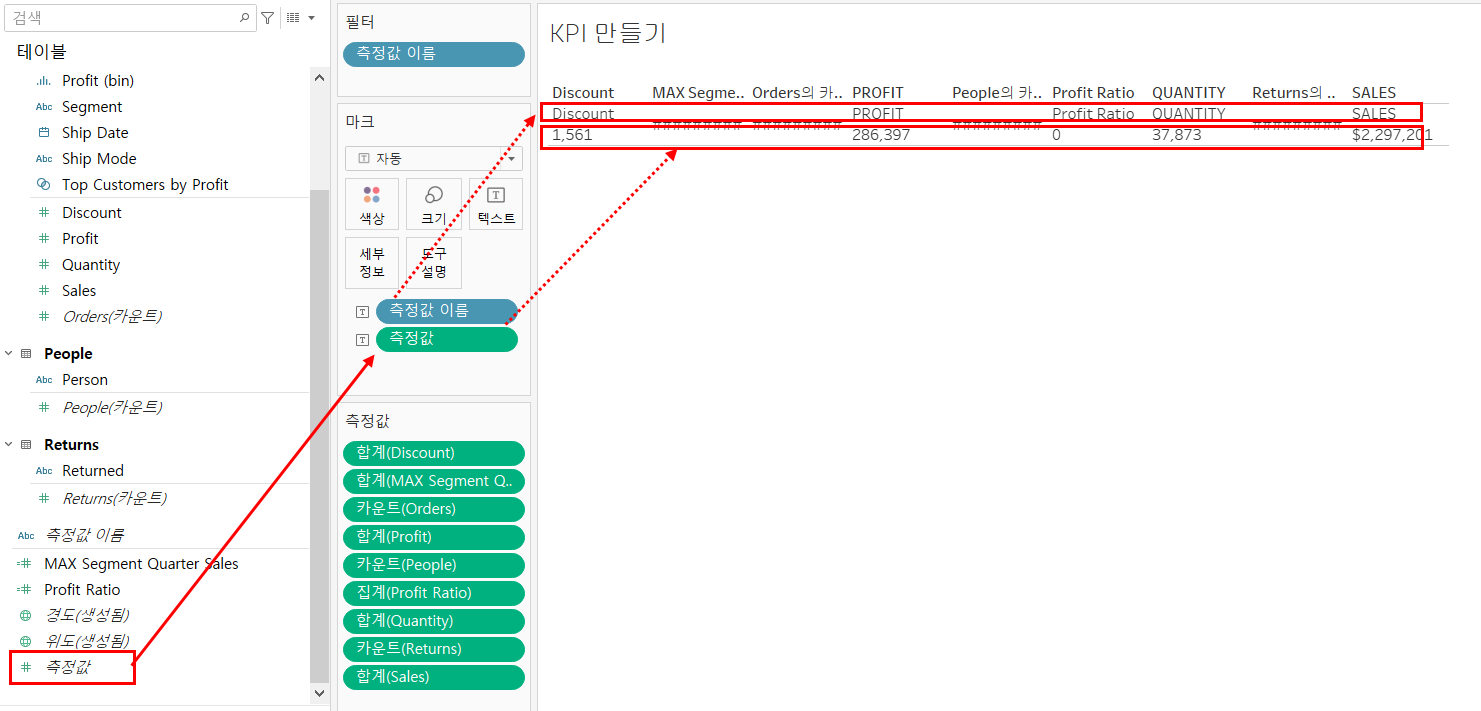 검색
테이블
Profit (bin)
Abc Segment
Ship Date
Abc Ship Mode
Top Customers by Profit
# Discount
# Profit
# Quantity
# Sales
# Orders(카운트)
People
Abc Person
# People(카운트)
Returns
Abc Returned
# Returns(카운트)
Abc 측정값 이름
=# MAX Segment Quarter Sales
=# Profit Ratio
경도(생성됨)
위도(생성됨)
# 측정값
필터
측정값 이름
마크
T 자동
색상 크기 텍스트
세부 정보
도구 설명
T 측정값 이름
T 측정값
측정값
합계(Discount)
합계(MAX Segment Q..
카운트(Orders)
합계(Profit)
카운트(People)
집계(Profit Ratio)
합계(Quantity)
카운트(Returns)
합계(Sales)
KPI 만들기
Discount MAX Segme.. Orders의 카.. PROFIT People의 카.. Profit Ratio QUANTITY Returns의 .. SALES
Discount ######### ######### PROFIT ######### Profit Ratio QUANTITY ######### SALES
1,561 286,397 0 37,873 $2,297,201